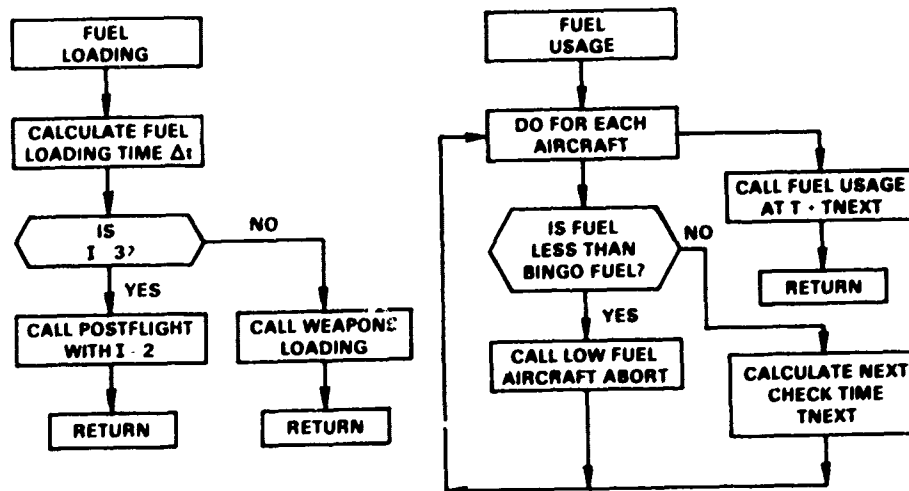 FUEL
LOADING
CALCULATE FUEL
LOADING TIME Δt
IS
I 3?
YES
NO
CALL POSTFLIGHT
WITH I - 2
RETURN
CALL WEAPONS
LOADING
RETURN
FUEL
USAGE
DO FOR EACH
AIRCRAFT
IS FUEL
LESS THAN
BINGO FUEL?
YES
NO
CALL LOW FUEL
AIRCRAFT ABORT
CALL FUEL USAGE
AT T · TNEXT
RETURN
CALCULATE NEXT
CHECK TIME
TNEXT